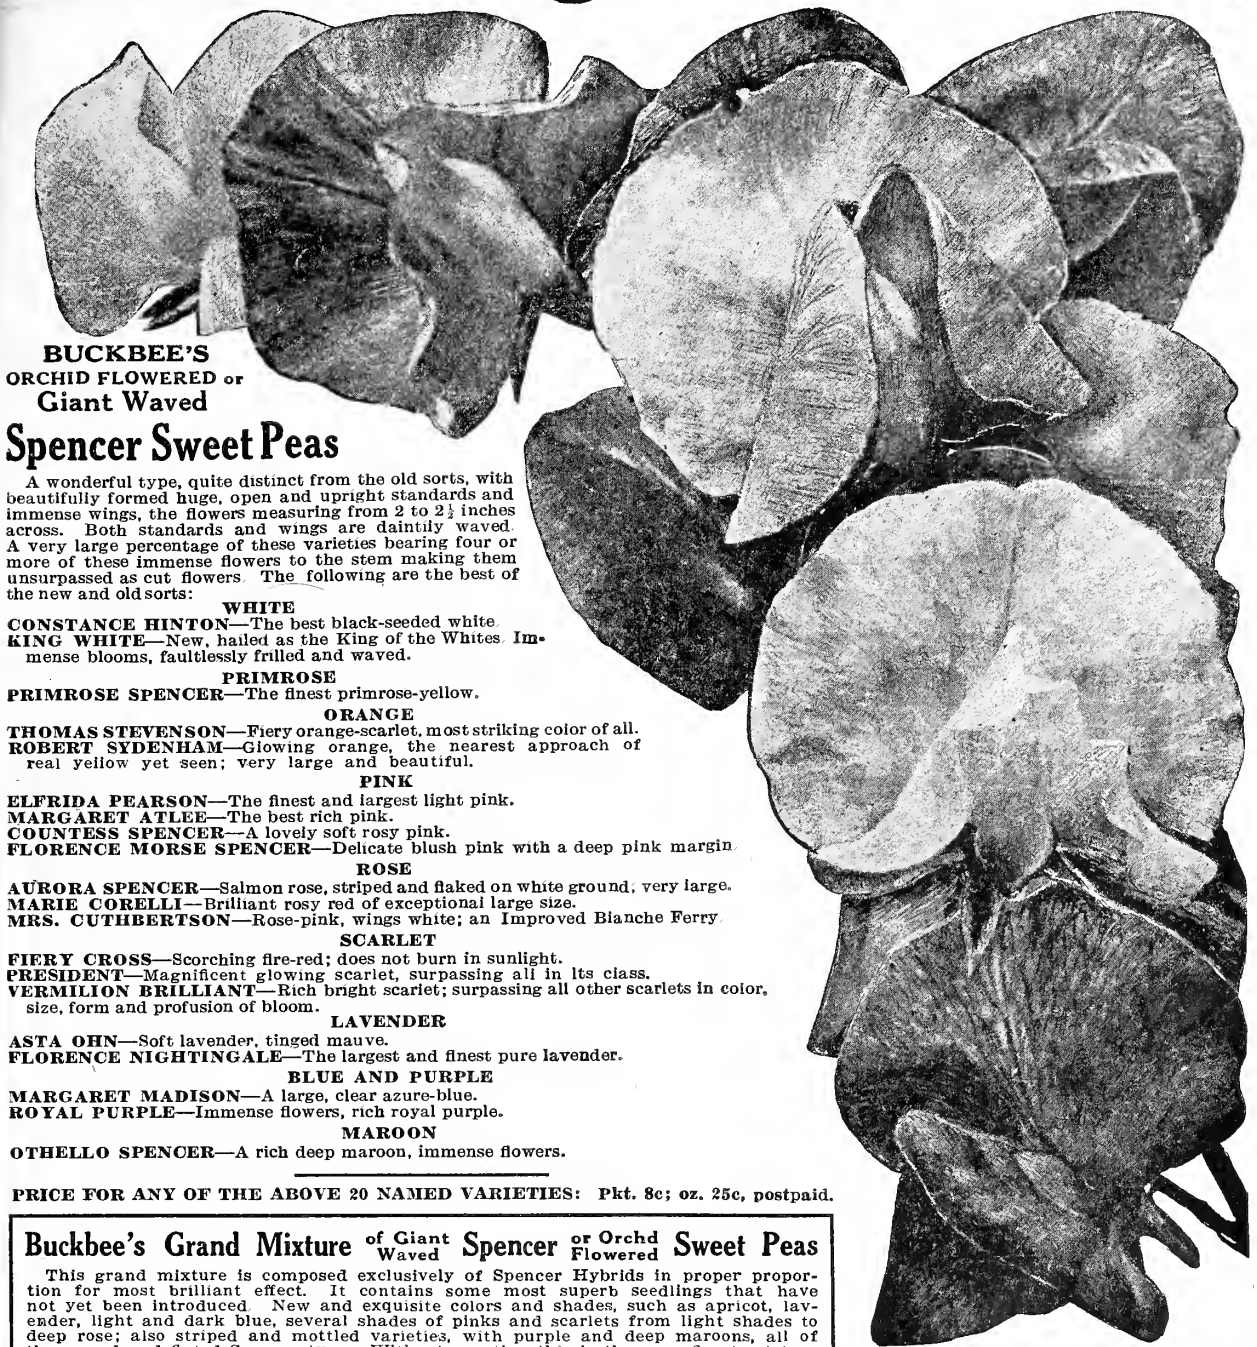 BUCKBEE'S
ORCHID FLOWERED or
Giant Waved
Spencer Sweet Peas
A wonderful type, quite distinct from the old sorts, with
beautifully formed huge, open and upright standards and
immense wings, the flowers measuring from 2 to 2½ inches
across. Both standards and wings are daintily waved.
A very large percentage of these varieties bearing four or
more of these immense flowers to the stem making them
unsurpassed as cut flowers. The following are the best of
the new and old sorts:
WHITE
CONSTANCE HINTON—The best black-seeded white.
KING WHITE—New, hailed as the King of the Whites. Im-
mense blooms, faultlessly frilled and waved.
PRIMROSE
PRIMROSE SPENCER—The finest primrose-yellow.
ORANGE
THOMAS STEVENSON—Fiery orange-scarlet, most striking color of all.
ROBERT SYDENHAM—Glowing orange, the nearest approach of
real yellow yet seen; very large and beautiful.
PINK
ELFRIDA PEARSON—The finest and largest light pink.
MARGARET ATLEE—The best rich pink.
COUNTESS SPENCER—A lovely soft rosy pink.
FLORENCE MORSE SPENCER—Delicate blush pink with a deep pink margin.
ROSE
AURORA SPENCER—Salmon rose, striped and flaked on white ground; very large.
MARIE CORELLI—Brilliant rosy red of exceptional large size.
MRS. CUTHBERTSON—Rose-pink, wings white; an Improved Blanche Ferry.
SCARLET
FIERY CROSS—Scorching fire-red; does not burn in sunlight.
PRESIDENT—Magnificent glowing scarlet, surpassing all in its class.
VERMILION BRILLIANT—Rich bright scarlet; surpassing all other scarlets in color,
size, form and profusion of bloom.
LAVENDER
ASTA OHN—Soft lavender, tinged mauve.
FLORENCE NIGHTINGALE—The largest and finest pure lavender.
BLUE AND PURPLE
MARGARET MADISON—A large, clear azure-blue.
ROYAL PURPLE—Immense flowers, rich royal purple.
MAROON
OTHELLO SPENCER—A rich deep maroon, immense flowers.
PRICE FOR ANY OF THE ABOVE 20 NAMED VARIETIES: Pkt. 8c; oz. 25c, postpaid.
Buckbee's Grand Mixture of Giant Waved Spencer or Orchd Flowered Sweet Peas
This grand mixture is composed exclusively of Spencer Hybrids in proper propor-
tion for most brilliant effect. It contains some most superb seedlings that have
not yet been introduced. New and exquisite colors and shades, such as apricot, lav-
ender, light and dark blue, several shades of pinks and scarlets from light shades to
deep rose; also striped and mottled varieties, with purple and deep maroons, all of